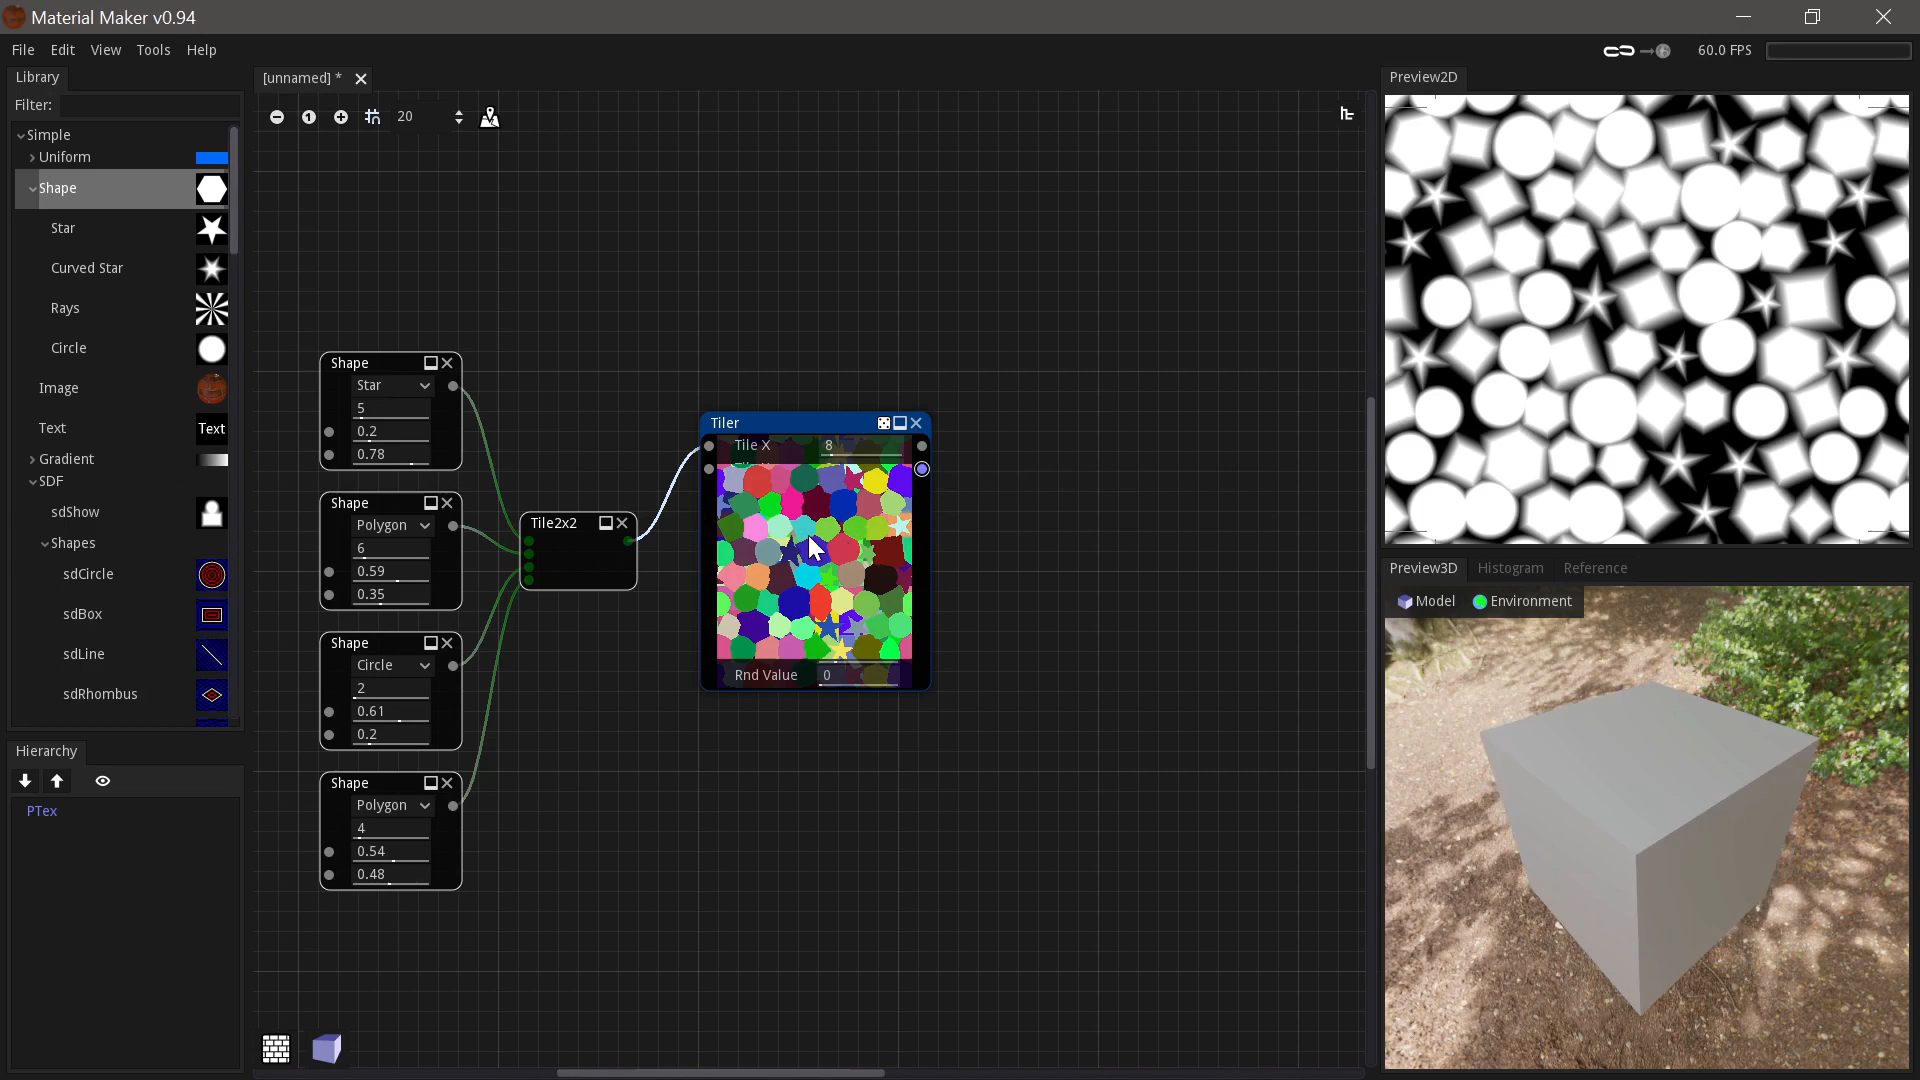 Material Maker v0.94
File Edit View Tools Help
60.0 FPS
Library
Filter:
Simple
Uniform
Shape
Star
Curved Star
Rays
Circle
Image
Text
Text
Gradient
SDF
sdShow
Shapes
sdCircle
sdBox
sdLine
sdRhombus
Hierarchy
PTex
[unnamed] *
1
20
Shape
Star
5
0.2
0.78
Shape
Polygon
6
0.59
0.35
Shape
Circle
2
0.61
0.2
Shape
Polygon
4
0.54
0.48
Tile2x2
Tiler
Tile X 8
Rnd Value 0
Preview2D
Preview3D Histogram Reference
Model Environment